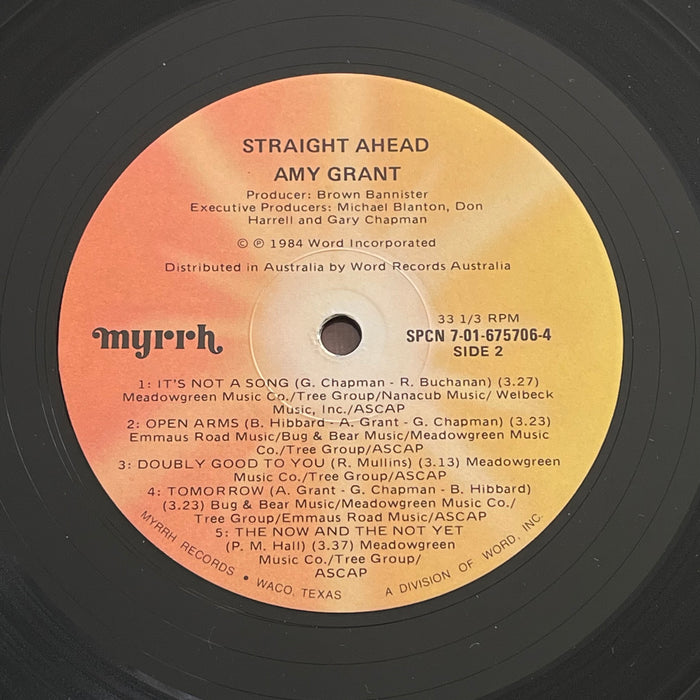 STRAIGHT AHEAD
AMY GRANT
Producer: Brown Bannister
Executive Producers: Michael Blanton, Don
Harrell and Gary Chapman
© ℗ 1984 Word Incorporated
Distributed in Australia by Word Records Australia
myrrh
33 1/3 RPM
SPCN 7-01-675706-4
SIDE 2
1: IT'S NOT A SONG (G. Chapman - R. Buchanan) (3.27)
Meadowgreen Music Co./Tree Group/Nanacub Music/ Welbeck
Music, Inc./ASCAP
2: OPEN ARMS (B. Hibbard - A. Grant - G. Chapman) (3.23)
Emmaus Road Music/Bug & Bear Music/Meadowgreen Music
Co./Tree Group/ASCAP
3: DOUBLY GOOD TO YOU (R. Mullins) (3.13) Meadowgreen
Music Co./Tree Group/ASCAP
4: TOMORROW (A. Grant - G. Chapman - B. Hibbard)
(3.23) Bug & Bear Music/Meadowgreen Music Co./
Tree Group/Emmaus Road Music/ASCAP
5: THE NOW AND THE NOT YET
(P. M. Hall) (3.37) Meadowgreen
Music Co./Tree Group/
ASCAP
MYRRH RECORDS • WACO, TEXAS A DIVISION OF WORD, INC.